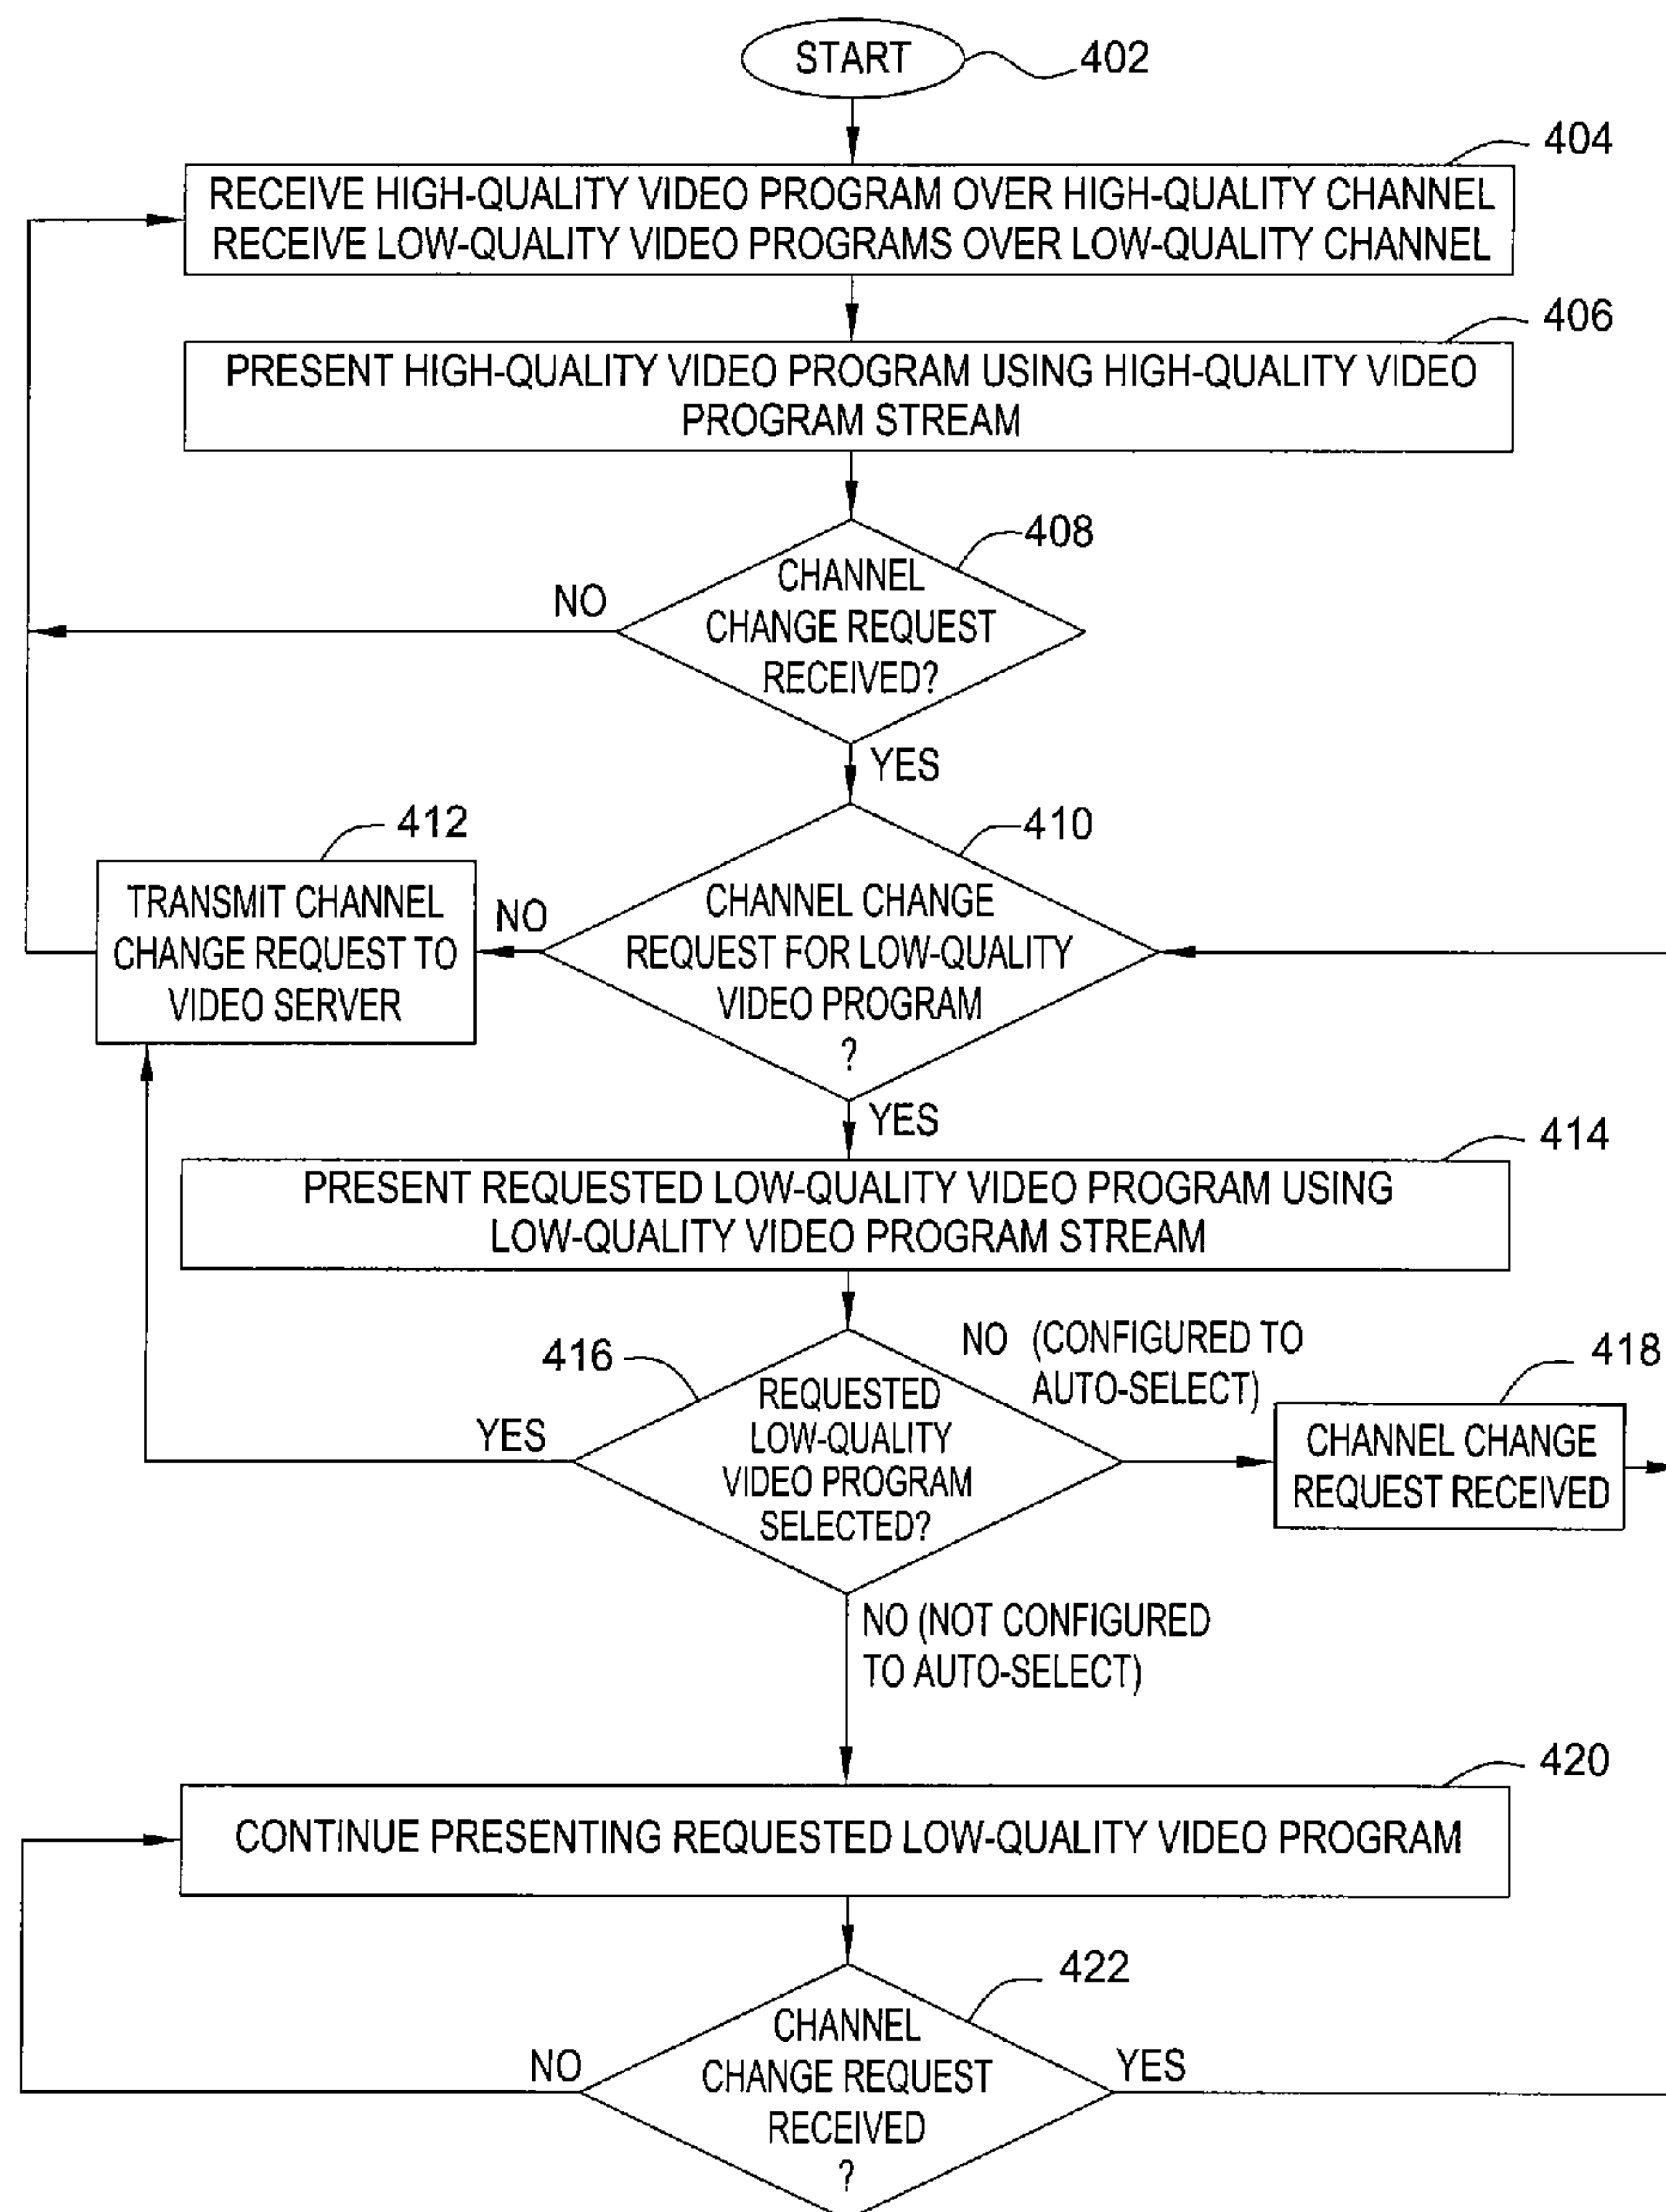 START
402
404
RECEIVE HIGH-QUALITY VIDEO PROGRAM OVER HIGH-QUALITY CHANNEL
RECEIVE LOW-QUALITY VIDEO PROGRAMS OVER LOW-QUALITY CHANNEL
406
PRESENT HIGH-QUALITY VIDEO PROGRAM USING HIGH-QUALITY VIDEO
PROGRAM STREAM
408
CHANNEL
CHANGE REQUEST
RECEIVED?
NO
YES
410
CHANNEL CHANGE
REQUEST FOR LOW-QUALITY
VIDEO PROGRAM
?
NO
412
TRANSMIT CHANNEL
CHANGE REQUEST TO
VIDEO SERVER
YES
414
PRESENT REQUESTED LOW-QUALITY VIDEO PROGRAM USING
LOW-QUALITY VIDEO PROGRAM STREAM
416
REQUESTED
LOW-QUALITY
VIDEO PROGRAM
SELECTED?
YES
NO (CONFIGURED TO
AUTO-SELECT)
418
CHANNEL CHANGE
REQUEST RECEIVED
NO (NOT CONFIGURED
TO AUTO-SELECT)
420
CONTINUE PRESENTING REQUESTED LOW-QUALITY VIDEO PROGRAM
422
CHANNEL
CHANGE REQUEST
RECEIVED
?
NO
YES